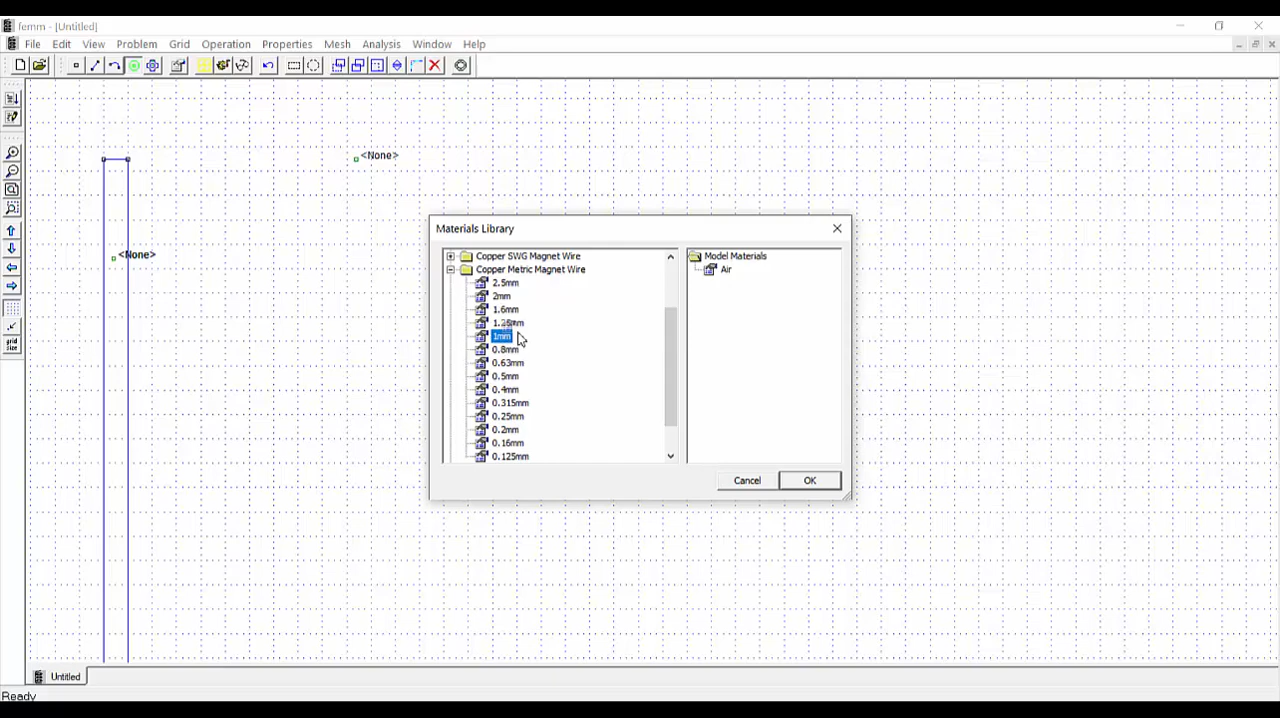 femm - [Untitled]
File Edit View Problem Grid Operation Properties Mesh Analysis Window Help
<None>
<None>
Materials Library
Copper SWG Magnet Wire
Copper Metric Magnet Wire
2.5mm
2mm
1.6mm
1.25mm
1mm
0.8mm
0.63mm
0.5mm
0.4mm
0.315mm
0.25mm
0.2mm
0.16mm
0.125mm
Model Materials
Air
Cancel OK
grid
size
Untitled
Ready